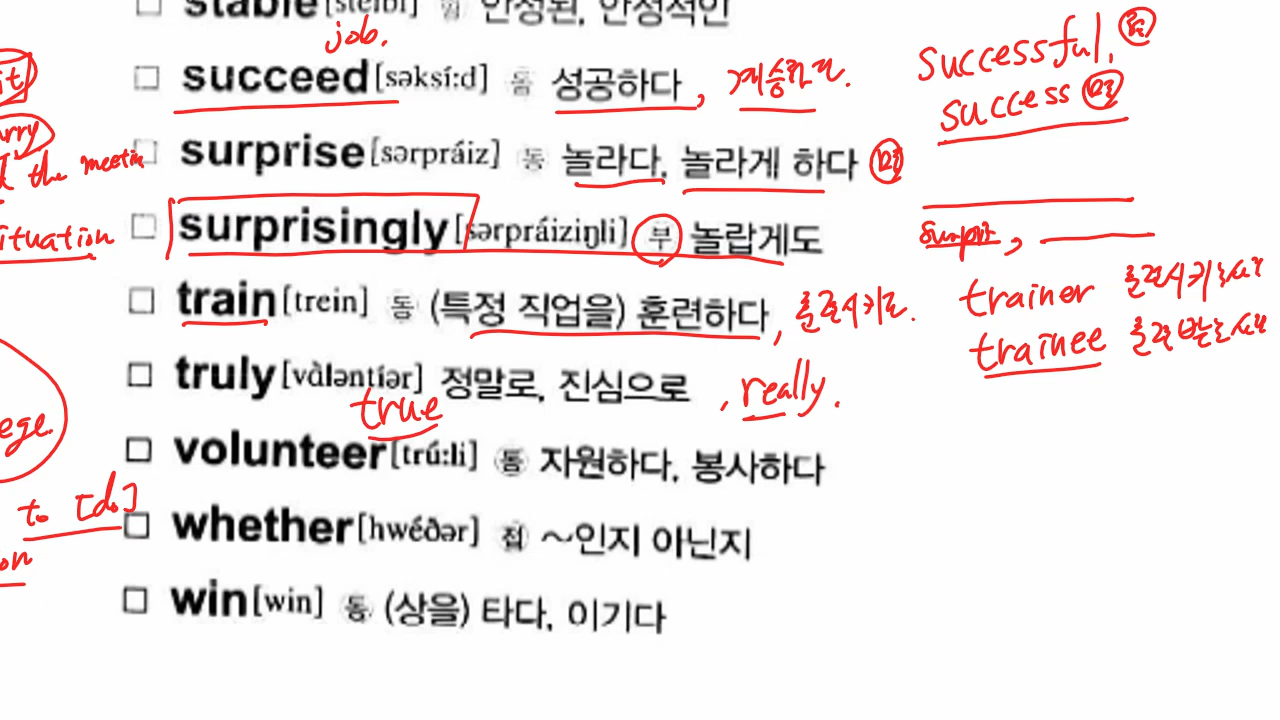 stable [steibl] 형 안정된, 안정적인
job.
□ succeed [səksíːd] 동 성공하다, 계승하다.
successful. 형
success 명
□ surprise [sərpráiz] 동 놀라다, 놀라게 하다 명
the meetin
□ surprisingly [sərpráiziŋli] 부 놀랍게도
ituation
□ train [trein] 동 (특정 직업을) 훈련하다, 훈련시키다.
trainer 훈련시키는사람
trainee 훈련받는사람
□ truly [vὰləntíər] 정말로, 진심으로, really.
true
ege.
□ volunteer [trúːli] 동 자원하다, 봉사하다
to [do]
□ whether [hwéðər] 접 ~인지 아닌지
on
□ win [win] 동 (상을) 타다, 이기다